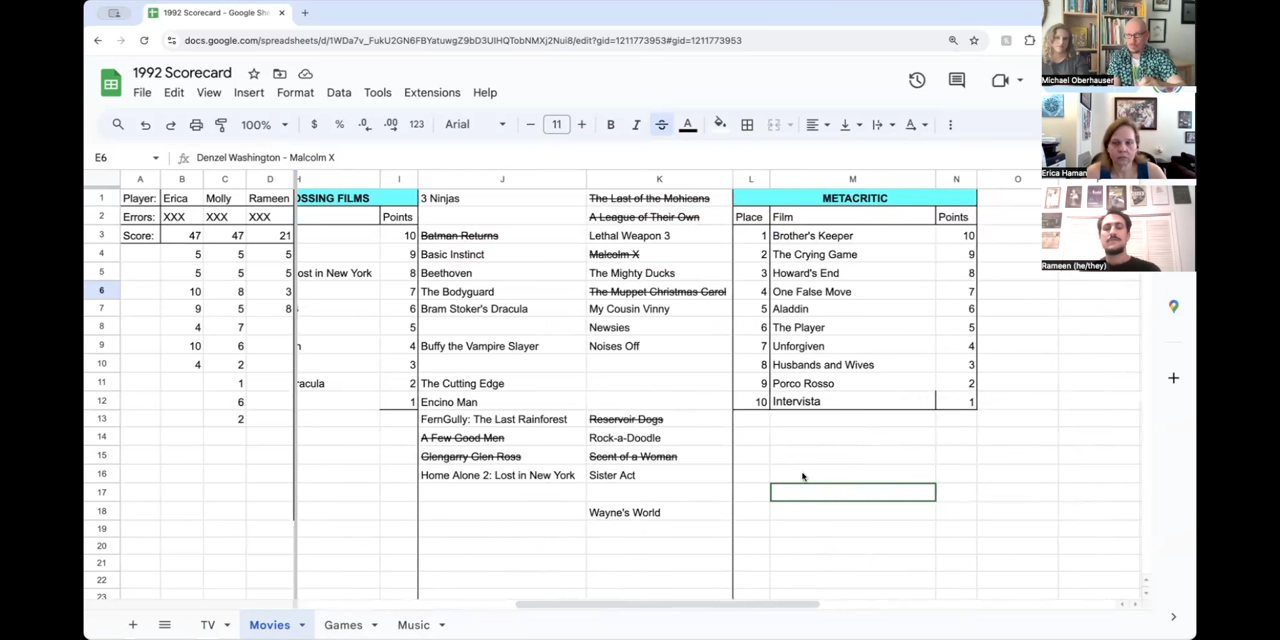 1992 Scorecard - Google She
docs.google.com/spreadsheets/d/1WDa7v_FukU2GN6FBYatuwgZ9bD3UIHQTobNMXj2Nui8/edit?gid=1211773953#gid=1211773953
1992 Scorecard
File Edit View Insert Format Data Tools Extensions Help
100% $ % .0 .00 123 Arial 11 B I A
E6 fx Denzel Washington - Malcolm X
A B C D H I J K L M N O
1 Player: Erica Molly Rameen OSSING FILMS 3 Ninjas The Last of the Mohicans METACRITIC
2 Errors: XXX XXX XXX Points A League of Their Own Place Film Points
3 Score: 47 47 21 10 Batman Returns Lethal Weapon 3 1 Brother's Keeper 10
4 5 5 5 9 Basic Instinct Malcolm X 2 The Crying Game 9
5 5 5 5 ost in New York 8 Beethoven The Mighty Ducks 3 Howard's End 8
6 10 8 3 7 The Bodyguard The Muppet Christmas Carol 4 One False Move 7
7 9 5 8 6 Bram Stoker's Dracula My Cousin Vinny 5 Aladdin 6
8 4 7 5 Newsies 6 The Player 5
9 10 6 n 4 Buffy the Vampire Slayer Noises Off 7 Unforgiven 4
10 4 2 3 8 Husbands and Wives 3
11 1 racula 2 The Cutting Edge 9 Porco Rosso 2
12 6 1 Encino Man 10 Intervista 1
13 2 FernGully: The Last Rainforest Reservoir Dogs
14 A Few Good Men Rock-a-Doodle
15 Glengarry Glen Ross Scent of a Woman
16 Home Alone 2: Lost in New York Sister Act
17
18 Wayne's World
19
20
21
22
23
TV Movies Games Music
Michael Oberhauser
Erica Haman
Rameen (he/they)